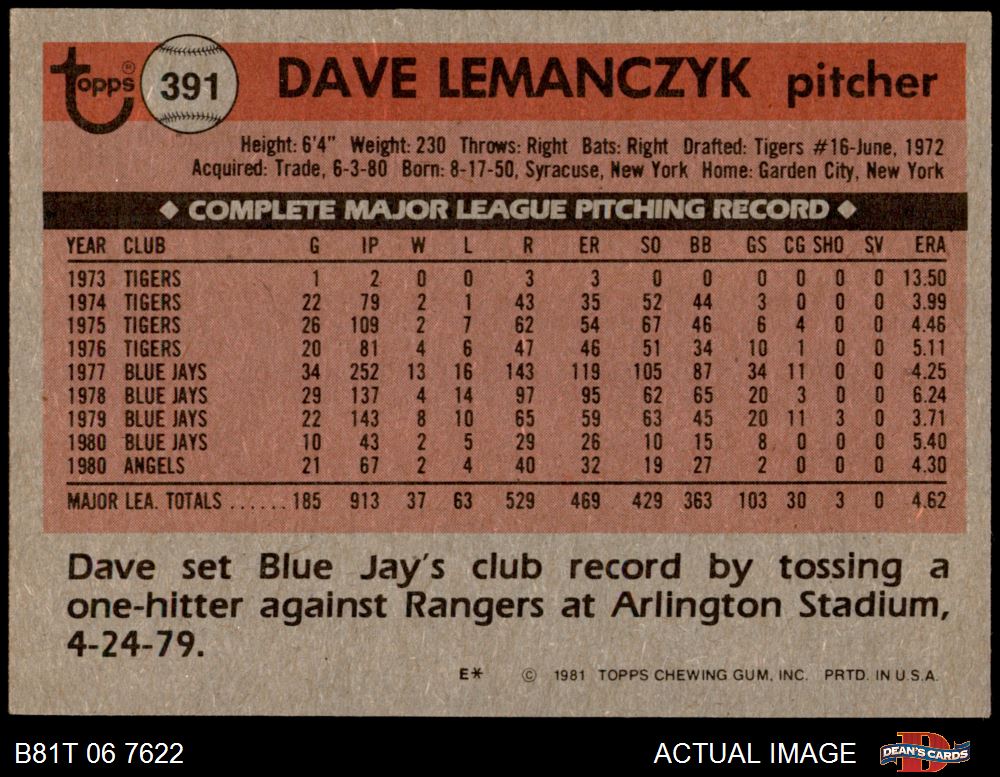 topps® 391 DAVE LEMANCZYK pitcher
Height: 6'4" Weight: 230 Throws: Right Bats: Right Drafted: Tigers #16-June, 1972
Acquired: Trade, 6-3-80 Born: 8-17-50, Syracuse, New York Home: Garden City, New York
◆ COMPLETE MAJOR LEAGUE PITCHING RECORD ◆
YEAR CLUB G IP W L R ER SO BB GS CG SHO SV ERA
1973 TIGERS 1 2 0 0 3 3 0 0 0 0 0 0 13.50
1974 TIGERS 22 79 2 1 43 35 52 44 3 0 0 0 3.99
1975 TIGERS 26 109 2 7 62 54 67 46 6 4 0 0 4.46
1976 TIGERS 20 81 4 6 47 46 51 34 10 1 0 0 5.11
1977 BLUE JAYS 34 252 13 16 143 119 105 87 34 11 0 0 4.25
1978 BLUE JAYS 29 137 4 14 97 95 62 65 20 3 0 0 6.24
1979 BLUE JAYS 22 143 8 10 65 59 63 45 20 11 3 0 3.71
1980 BLUE JAYS 10 43 2 5 29 26 10 15 8 0 0 0 5.40
1980 ANGELS 21 67 2 4 40 32 19 27 2 0 0 0 4.30
MAJOR LEA. TOTALS ...... 185 913 37 63 529 469 429 363 103 30 3 0 4.62
Dave set Blue Jay's club record by tossing a
one-hitter against Rangers at Arlington Stadium,
4-24-79.
E* © 1981 TOPPS CHEWING GUM, INC. PRTD. IN U.S.A.
B81T 06 7622 ACTUAL IMAGE D DEAN'S CARDS